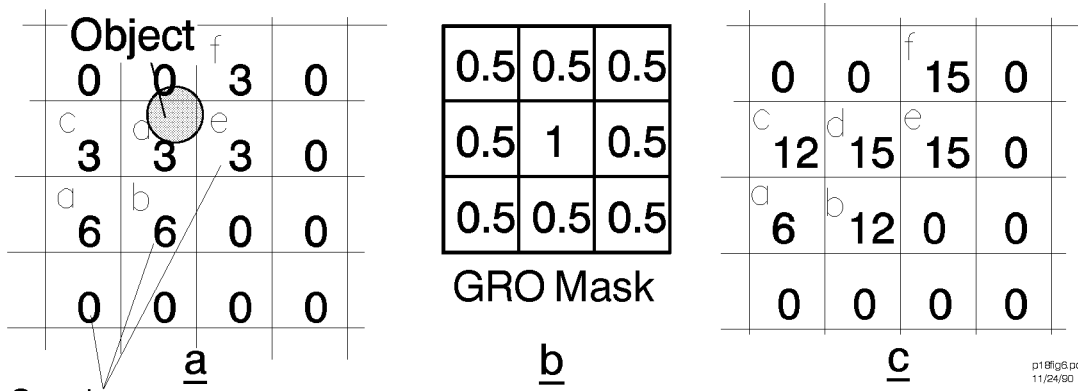 Object
f
0 0 3 0
c d e
3 3 3 0
a b
6 6 0 0
0 0 0 0
a
0.5 0.5 0.5
0.5 1 0.5
0.5 0.5 0.5
GRO Mask
b
f
0 0 15 0
c d e
12 15 15 0
a b
6 12 0 0
0 0 0 0
c
11/24/90